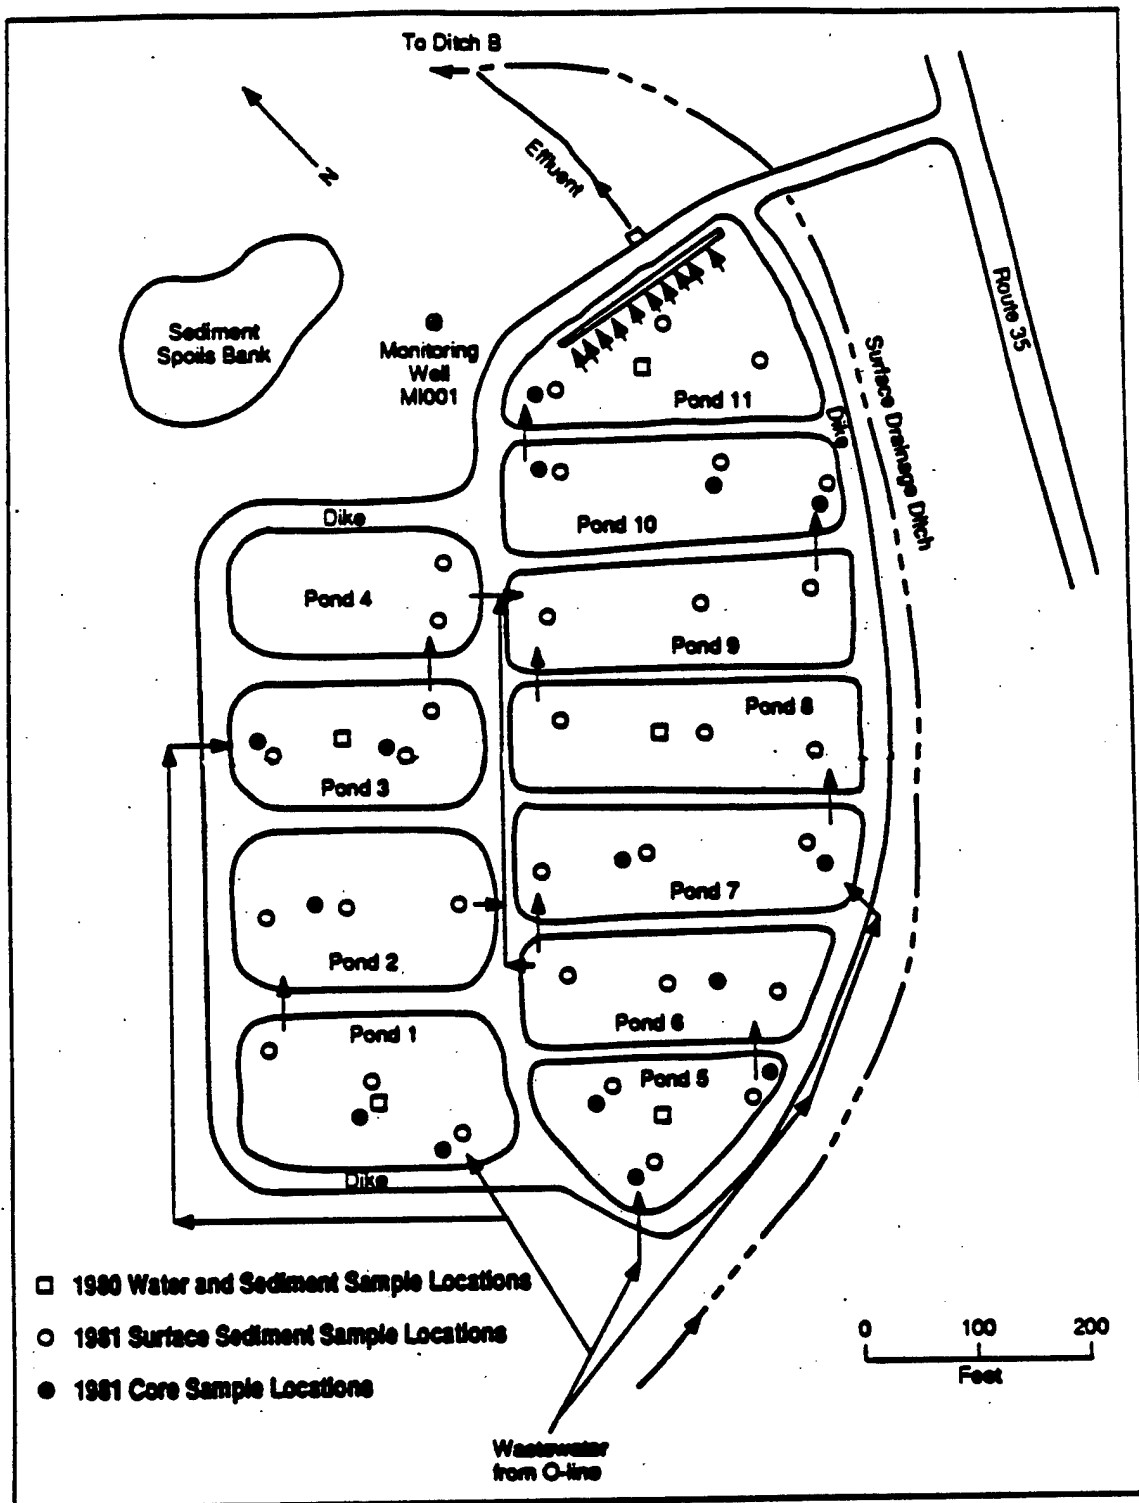 To Ditch B
N
Effluent
Route 35
Sediment
Spoils Bank
Monitoring
Well
MI001
Surface Drainage Ditch
Pond 11
Dike
Pond 10
Dike
Pond 4
Pond 9
Pond 8
Pond 3
Pond 7
Pond 2
Pond 6
Pond 1
Pond 5
Dike
1980 Water and Sediment Sample Locations
1981 Surface Sediment Sample Locations
1981 Core Sample Locations
0 100 200
Feet
Wastewater
from O-line